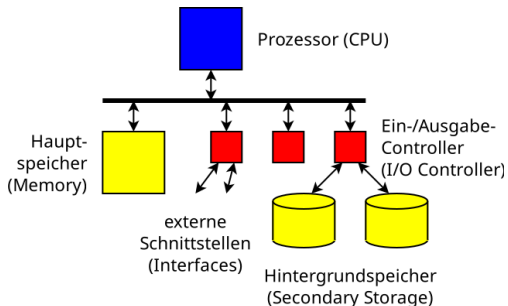 Prozessor (CPU)
Haupt-
speicher
(Memory)
Ein-/Ausgabe-
Controller
(I/O Controller)
externe
Schnittstellen
(Interfaces)
Hintergrundspeicher
(Secondary Storage)